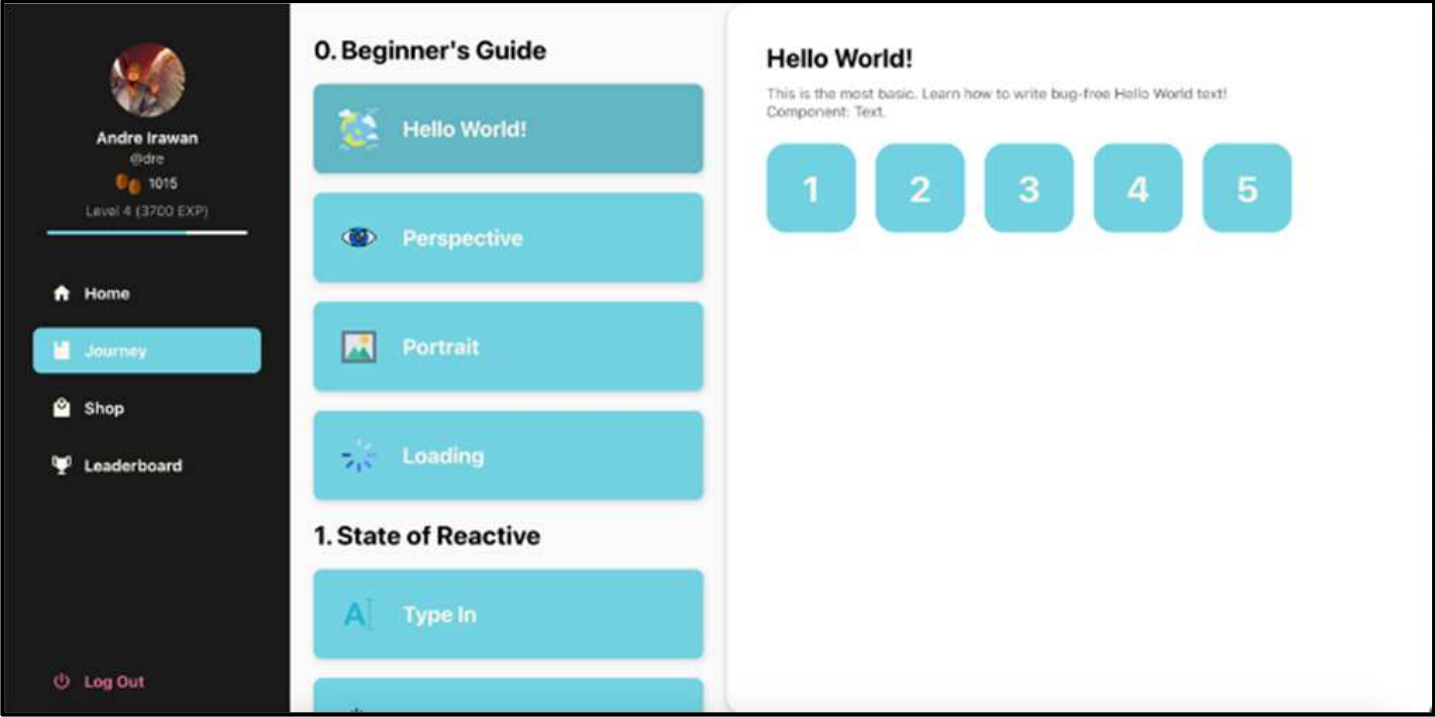 Andre Irawan
@dre
1015
Level 4 (3700 EXP)
Home
Journey
Shop
Leaderboard
Log Out
0. Beginner's Guide
Hello World!
Perspective
Portrait
Loading
1. State of Reactive
A
Type In
Hello World!
This is the most basic. Learn how to write bug-free Hello World text!
Component: Text.
1 2 3 4 5